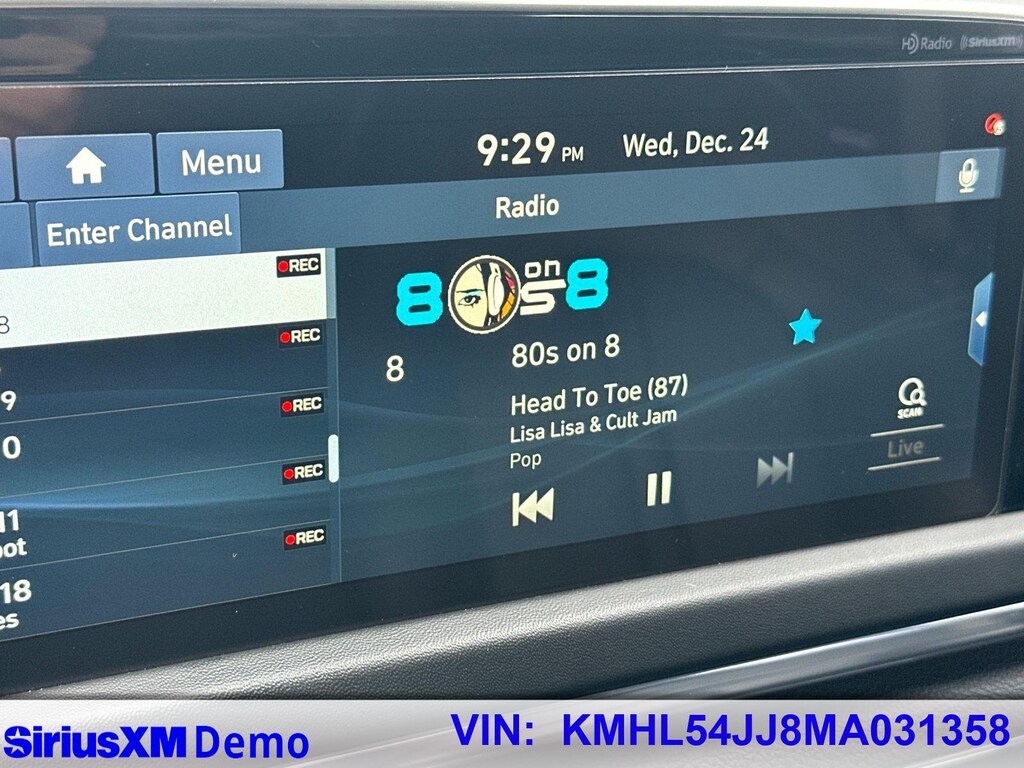 HD Radio SiriusXM
9:29 PM Wed, Dec. 24
Menu
Radio
Enter Channel
REC
8
REC
9
REC
0
REC
11
ot
REC
18
es
80s on 8
8 80s on 8
Head To Toe (87)
Lisa Lisa & Cult Jam
Pop
SCAN
Live
SiriusXM Demo
VIN: KMHL54JJ8MA031358